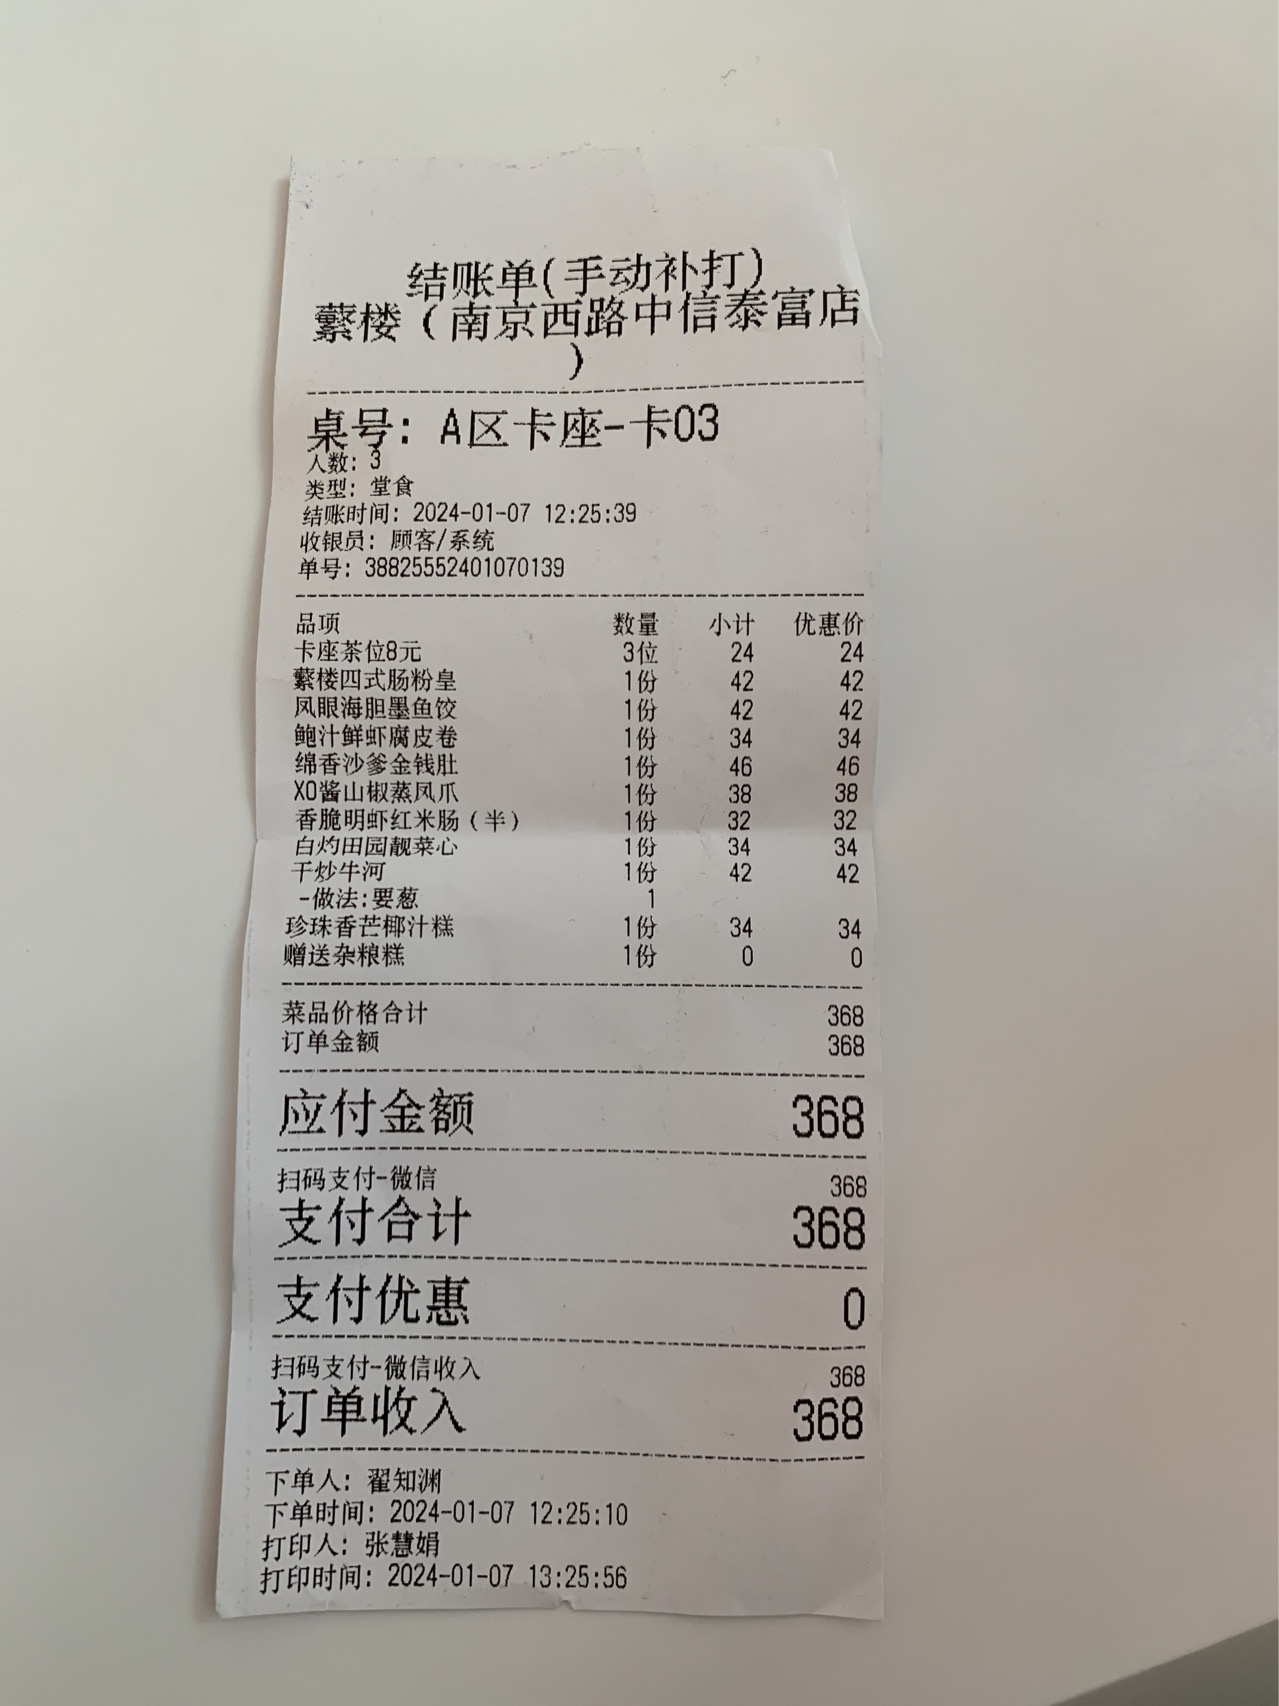 结账单(手动补打)
蘩楼（南京西路中信泰富店
）
桌号: A区卡座-卡03
人数: 3
类型: 堂食
结账时间: 2024-01-07 12:25:39
收银员: 顾客/系统
单号: 38825552401070139
品项 数量 小计 优惠价
卡座茶位8元 3位 24 24
蘩楼四式肠粉皇 1份 42 42
凤眼海胆墨鱼饺 1份 42 42
鲍汁鲜虾腐皮卷 1份 34 34
绵香沙爹金钱肚 1份 46 46
XO酱山椒蒸凤爪 1份 38 38
香脆明虾红米肠（半） 1份 32 32
白灼田园靓菜心 1份 34 34
干炒牛河 1份 42 42
-做法:要葱 1
珍珠香芒椰汁糕 1份 34 34
赠送杂粮糕 1份 0 0
菜品价格合计 368
订单金额 368
应付金额 368
扫码支付-微信 368
支付合计 368
支付优惠 0
扫码支付-微信收入 368
订单收入 368
下单人: 翟知渊
下单时间: 2024-01-07 12:25:10
打印人: 张慧娟
打印时间: 2024-01-07 13:25:56